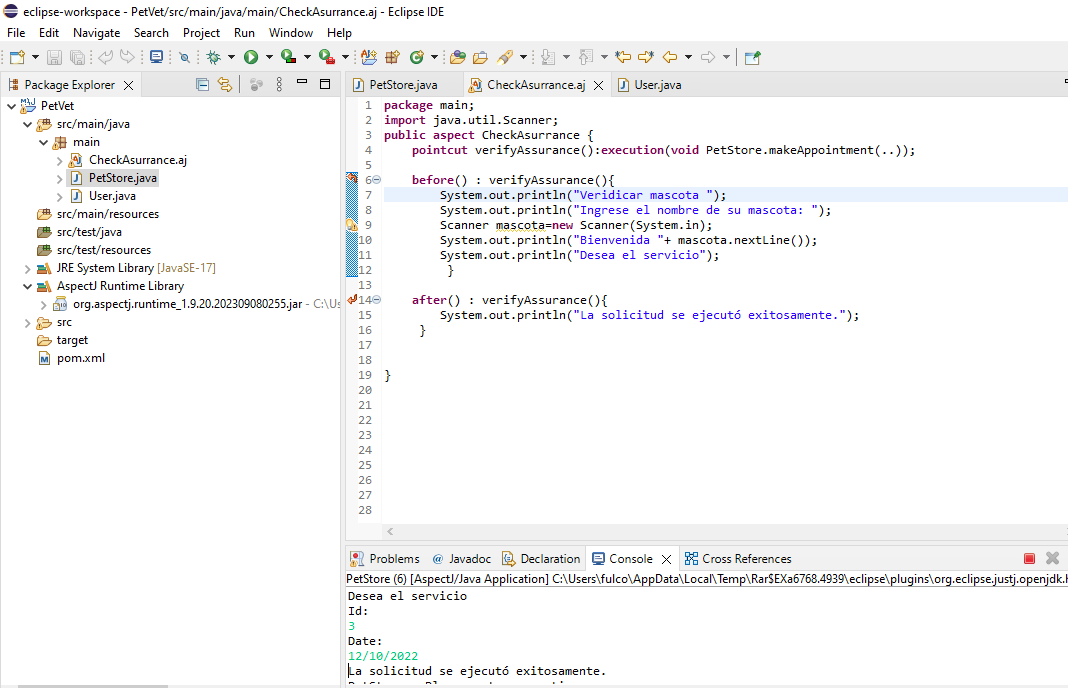 eclipse-workspace - PetVet/src/main/java/main/CheckAsurrance.aj - Eclipse IDE
File Edit Navigate Search Project Run Window Help
Package Explorer
PetVet
src/main/java
main
CheckAsurrance.aj
PetStore.java
User.java
src/main/resources
src/test/java
src/test/resources
JRE System Library [JavaSE-17]
AspectJ Runtime Library
org.aspectj.runtime_1.9.20.202309080255.jar - C:\Us
src
target
pom.xml
PetStore.java CheckAsurrance.aj User.java
1 package main;
2 import java.util.Scanner;
3 public aspect CheckAsurrance {
4 pointcut verifyAssurance():execution(void PetStore.makeAppointment(..));
5
6 before() : verifyAssurance(){
7 System.out.println("Veridicar mascota ");
8 System.out.println("Ingrese el nombre de su mascota: ");
9 Scanner mascota=new Scanner(System.in);
10 System.out.println("Bienvenida "+ mascota.nextLine());
11 System.out.println("Desea el servicio");
12 }
13
14 after() : verifyAssurance(){
15 System.out.println("La solicitud se ejecutó exitosamente.");
16 }
17
18
19 }
20
21
22
23
24
25
26
27
28
Problems @ Javadoc Declaration Console Cross References
PetStore (6) [AspectJ/Java Application] C:\Users\fulco\AppData\Local\Temp\Rar$EXa6768.4939\eclipse\plugins\org.eclipse.justj.openjdk.h
Desea el servicio
Id:
3
Date:
12/10/2022
La solicitud se ejecutó exitosamente.